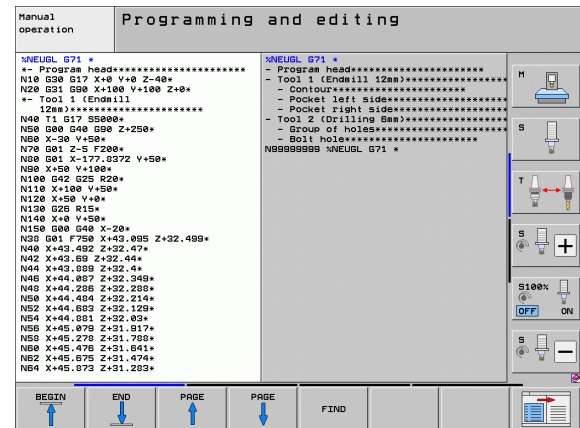 Manual
operation
Programming and editing
%NEUGL G71 *
*- Program head***********************
N10 G30 G17 X+0 Y+0 Z-40*
N20 G31 G90 X+100 Y+100 Z+0*
*- Tool 1 (Endmill
12mm)***********************
N40 T1 G17 S5000*
N50 G00 G40 G90 Z+250*
N60 X-30 Y+50*
N70 G01 Z-5 F200*
N80 G01 X-177.8372 Y+50*
N90 X+50 Y+100*
N100 G42 G25 R20*
N110 X+100 Y+50*
N120 X+50 Y+0*
N130 G26 R15*
N140 X+0 Y+50*
N150 G00 G40 X-20*
N38 G01 F750 X+43.095 Z+32.499*
N40 X+43.492 Z+32.47*
N42 X+43.69 Z+32.44*
N44 X+43.889 Z+32.4*
N46 X+44.087 Z+32.349*
N48 X+44.286 Z+32.288*
N50 X+44.484 Z+32.214*
N52 X+44.683 Z+32.129*
N54 X+44.881 Z+32.03*
N56 X+45.079 Z+31.917*
N58 X+45.278 Z+31.788*
N60 X+45.476 Z+31.641*
N62 X+45.675 Z+31.474*
N64 X+45.873 Z+31.283*
%NEUGL G71 *
- Program head***********************
- Tool 1 (Endmill 12mm)******************
- Contour*****************************
- Pocket left side********************
- Pocket right side*******************
- Tool 2 (Drilling 6mm)******************
- Group of holes**********************
- Bolt hole***********************
N99999999 %NEUGL G71 *
M
S
T
S
+
S100%
OFF ON
S
-
BEGIN
END
PAGE
PAGE
FIND